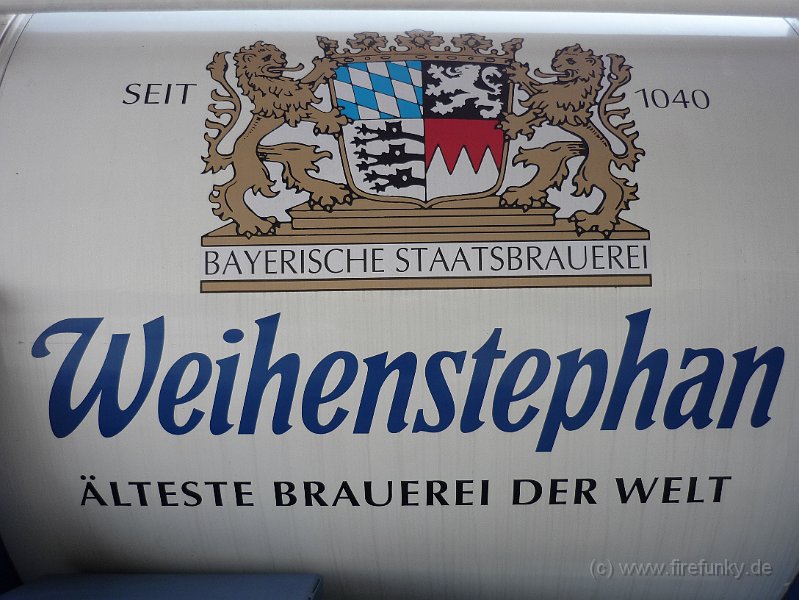 SEIT 1040
BAYERISCHE STAATSBRAUEREI
Weihenstephan
ÄLTESTE BRAUEREI DER WELT
(c) www.firefunky.de